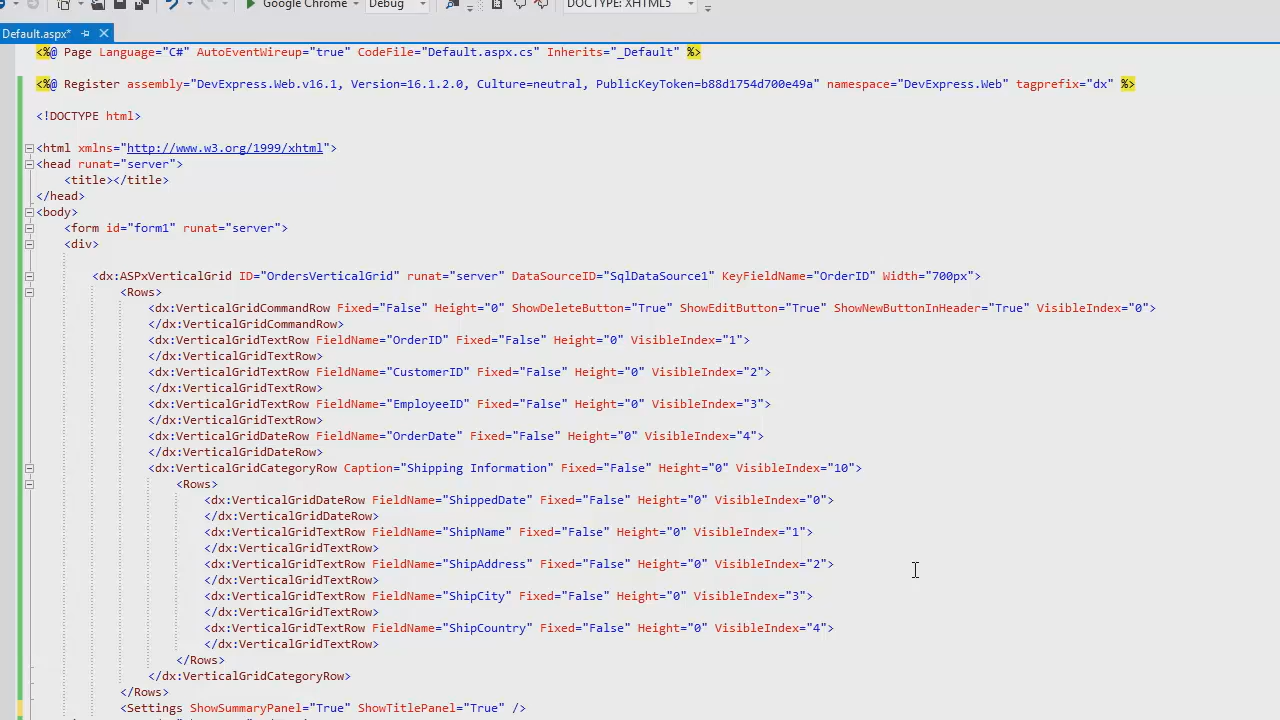 Google Chrome Debug DOCTYPE: XHTML5
Default.aspx*
<%@ Page Language="C#" AutoEventWireup="true" CodeFile="Default.aspx.cs" Inherits="_Default" %>
<%@ Register assembly="DevExpress.Web.v16.1, Version=16.1.2.0, Culture=neutral, PublicKeyToken=b88d1754d700e49a" namespace="DevExpress.Web" tagprefix="dx" %>
<!DOCTYPE html>
<html xmlns="http://www.w3.org/1999/xhtml">
<head runat="server">
<title></title>
</head>
<body>
<form id="form1" runat="server">
<div>
<dx:ASPxVerticalGrid ID="OrdersVerticalGrid" runat="server" DataSourceID="SqlDataSource1" KeyFieldName="OrderID" Width="700px">
<Rows>
<dx:VerticalGridCommandRow Fixed="False" Height="0" ShowDeleteButton="True" ShowEditButton="True" ShowNewButtonInHeader="True" VisibleIndex="0">
</dx:VerticalGridCommandRow>
<dx:VerticalGridTextRow FieldName="OrderID" Fixed="False" Height="0" VisibleIndex="1">
</dx:VerticalGridTextRow>
<dx:VerticalGridTextRow FieldName="CustomerID" Fixed="False" Height="0" VisibleIndex="2">
</dx:VerticalGridTextRow>
<dx:VerticalGridTextRow FieldName="EmployeeID" Fixed="False" Height="0" VisibleIndex="3">
</dx:VerticalGridTextRow>
<dx:VerticalGridDateRow FieldName="OrderDate" Fixed="False" Height="0" VisibleIndex="4">
</dx:VerticalGridDateRow>
<dx:VerticalGridCategoryRow Caption="Shipping Information" Fixed="False" Height="0" VisibleIndex="10">
<Rows>
<dx:VerticalGridDateRow FieldName="ShippedDate" Fixed="False" Height="0" VisibleIndex="0">
</dx:VerticalGridDateRow>
<dx:VerticalGridTextRow FieldName="ShipName" Fixed="False" Height="0" VisibleIndex="1">
</dx:VerticalGridTextRow>
<dx:VerticalGridTextRow FieldName="ShipAddress" Fixed="False" Height="0" VisibleIndex="2">
</dx:VerticalGridTextRow>
<dx:VerticalGridTextRow FieldName="ShipCity" Fixed="False" Height="0" VisibleIndex="3">
</dx:VerticalGridTextRow>
<dx:VerticalGridTextRow FieldName="ShipCountry" Fixed="False" Height="0" VisibleIndex="4">
</dx:VerticalGridTextRow>
</Rows>
</dx:VerticalGridCategoryRow>
</Rows>
<Settings ShowSummaryPanel="True" ShowTitlePanel="True" />